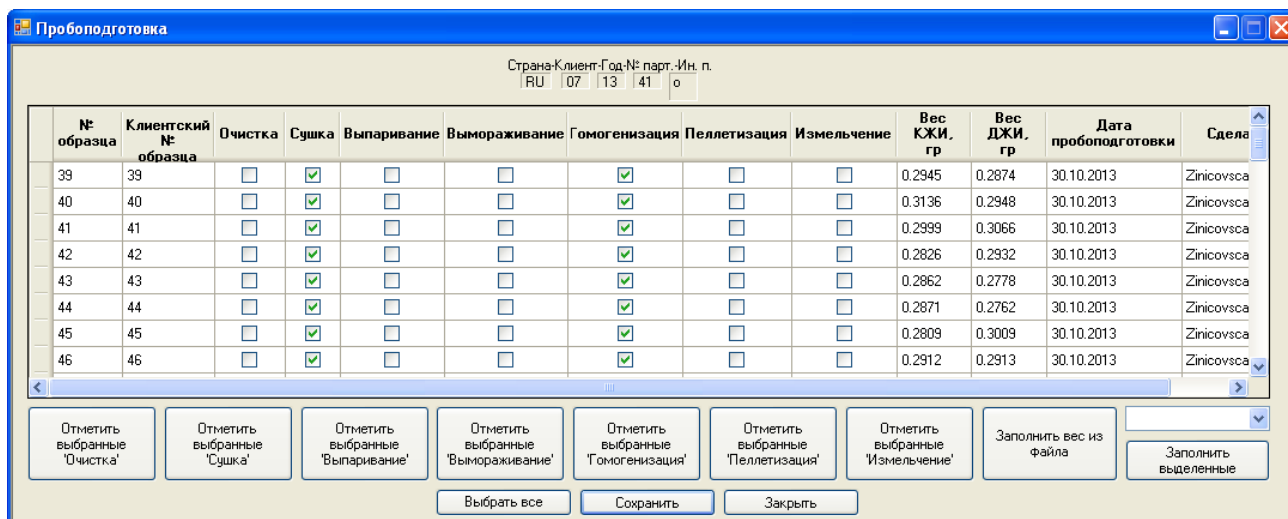 Пробоподготовка
Страна-Клиент-Год-№ парт.-Ин. п.
RU 07 13 41 о
№ образца Клиентский № образца Очистка Сушка Выпаривание Вымораживание Гомогенизация Пеллетизация Измельчение Вес КЖИ, гр Вес ДЖИ, гр Дата пробоподготовки Сдела
39 39 0.2945 0.2874 30.10.2013 Zinicovsca
40 40 0.3136 0.2948 30.10.2013 Zinicovsca
41 41 0.2999 0.3066 30.10.2013 Zinicovsca
42 42 0.2826 0.2932 30.10.2013 Zinicovsca
43 43 0.2862 0.2778 30.10.2013 Zinicovsca
44 44 0.2871 0.2762 30.10.2013 Zinicovsca
45 45 0.2809 0.3009 30.10.2013 Zinicovsca
46 46 0.2912 0.2913 30.10.2013 Zinicovsca
Отметить выбранные 'Очистка'
Отметить выбранные 'Сушка'
Отметить выбранные 'Выпаривание'
Отметить выбранные 'Вымораживание'
Отметить выбранные 'Гомогенизация'
Отметить выбранные 'Пеллетизация'
Отметить выбранные 'Измельчение'
Заполнить вес из файла
Заполнить выделенные
Выбрать все
Сохранить
Закрыть